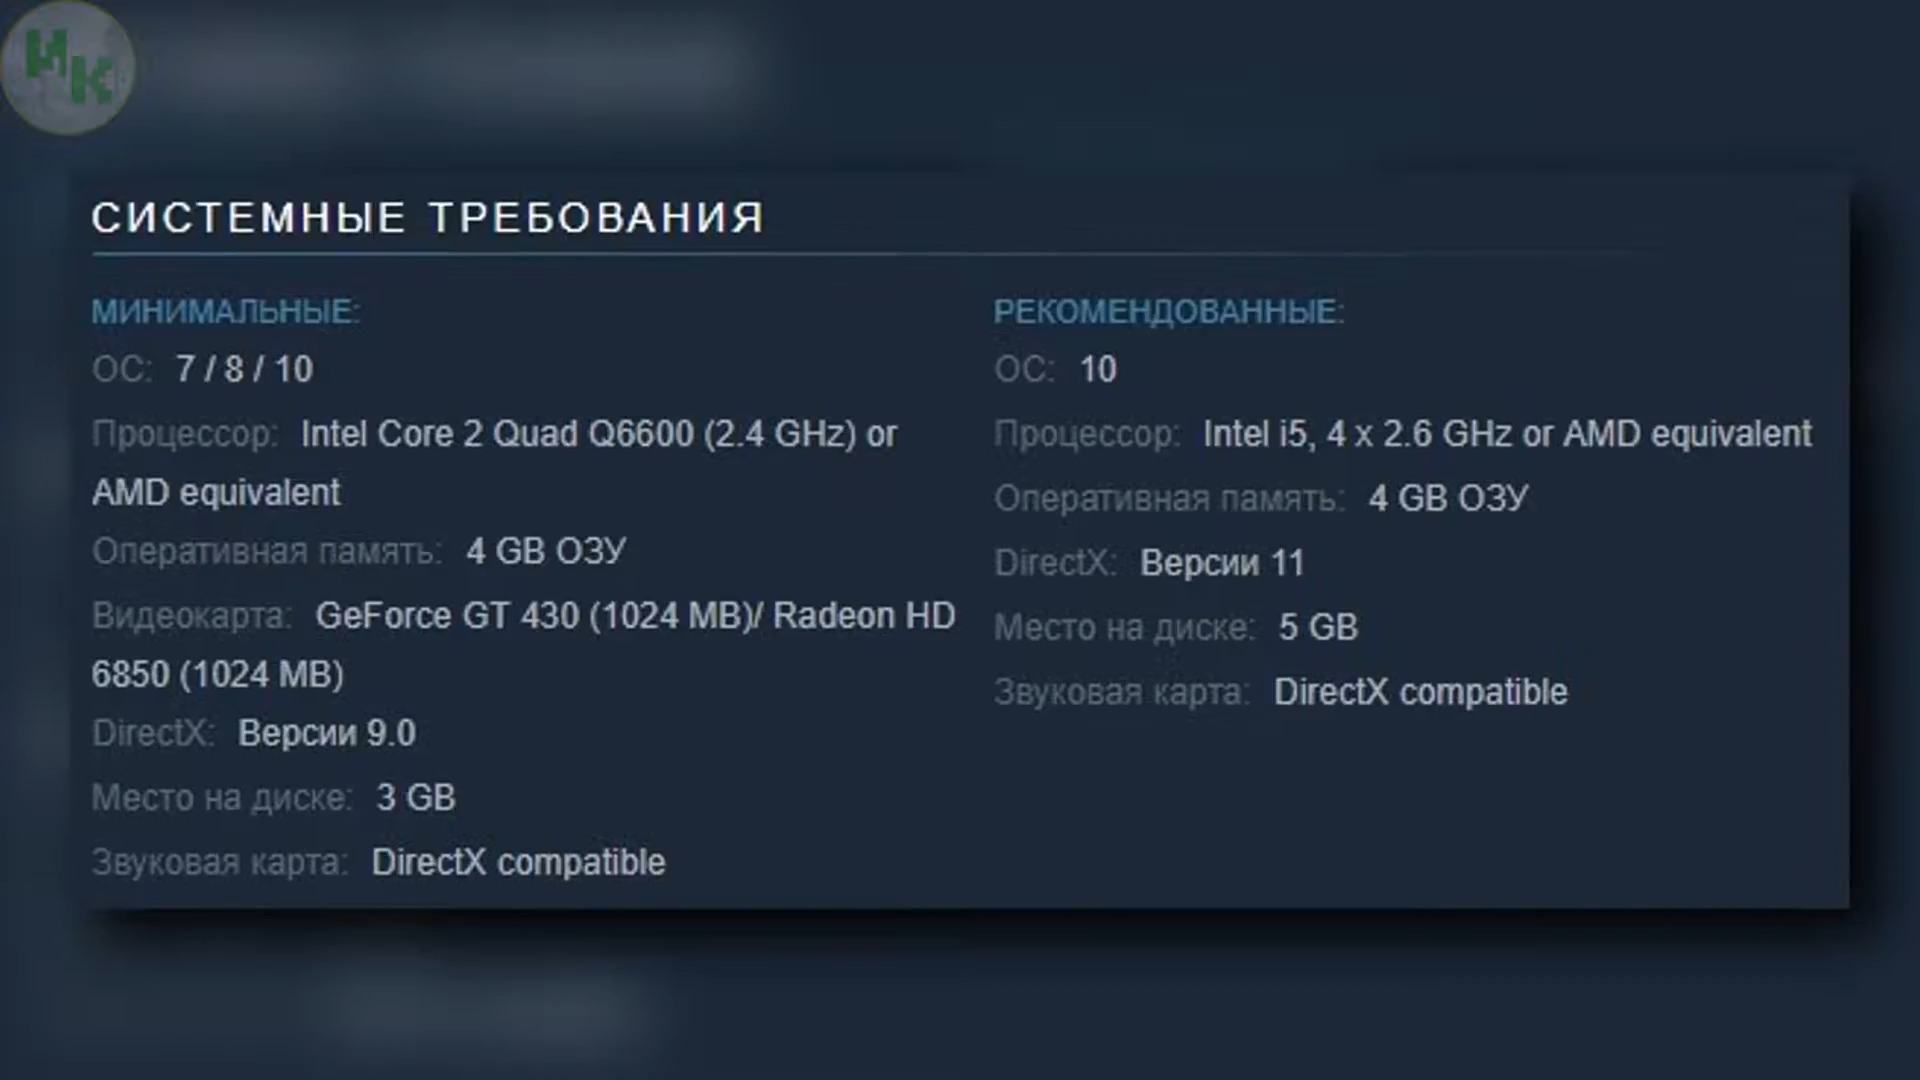 ИК
СИСТЕМНЫЕ ТРЕБОВАНИЯ
МИНИМАЛЬНЫЕ:
ОС: 7 / 8 / 10
Процессор: Intel Core 2 Quad Q6600 (2.4 GHz) or
AMD equivalent
Оперативная память: 4 GB ОЗУ
Видеокарта: GeForce GT 430 (1024 MB)/ Radeon HD
6850 (1024 MB)
DirectX: Версии 9.0
Место на диске: 3 GB
Звуковая карта: DirectX compatible
РЕКОМЕНДОВАННЫЕ:
ОС: 10
Процессор: Intel i5, 4 x 2.6 GHz or AMD equivalent
Оперативная память: 4 GB ОЗУ
DirectX: Версии 11
Место на диске: 5 GB
Звуковая карта: DirectX compatible